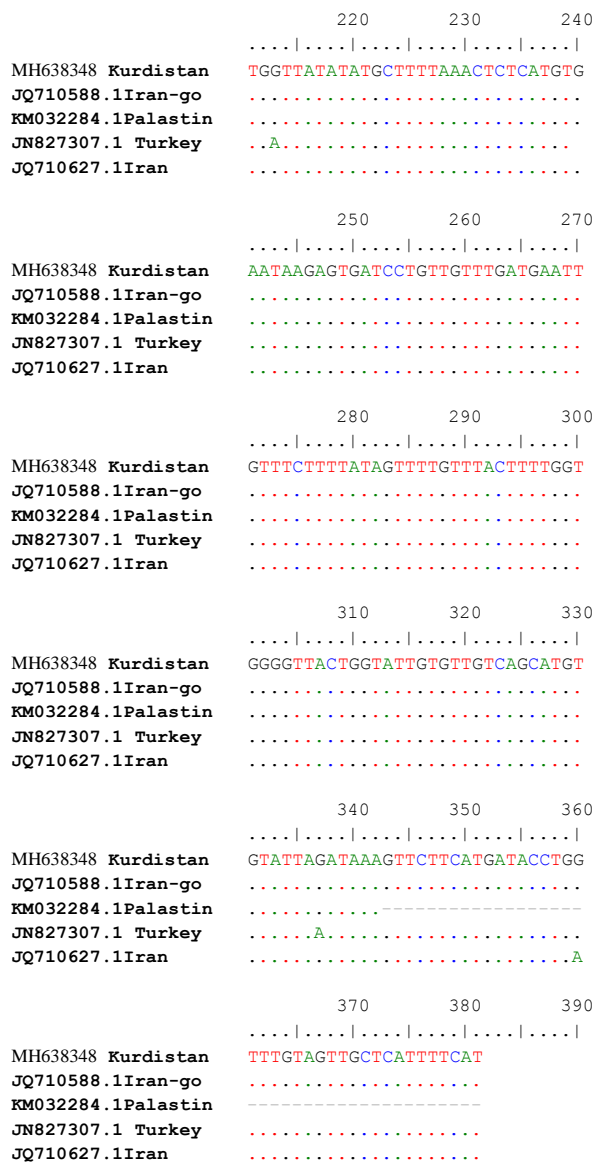 220 230 240
....|....|....|....|....|....|
MH638348 Kurdistan TGGTTATATATGCTTTTAAACTCTCATGTG
JQ710588.1Iran-go ..............................
KM032284.1Palastin ..............................
JN827307.1 Turkey ..A..........................
JQ710627.1Iran ..............................
250 260 270
....|....|....|....|....|....|
MH638348 Kurdistan AATAAGAGTGATCCTGTTGTTTGATGAATT
JQ710588.1Iran-go ..............................
KM032284.1Palastin ..............................
JN827307.1 Turkey ..............................
JQ710627.1Iran ..............................
280 290 300
....|....|....|....|....|....|
MH638348 Kurdistan GTTTCTTTTATAGTTTTGTTTACTTTTGGT
JQ710588.1Iran-go ..............................
KM032284.1Palastin ..............................
JN827307.1 Turkey ..............................
JQ710627.1Iran ..............................
310 320 330
....|....|....|....|....|....|
MH638348 Kurdistan GGGGTTACTGGTATTGTGTTGTCAGCATGT
JQ710588.1Iran-go ..............................
KM032284.1Palastin ..............................
JN827307.1 Turkey ..............................
JQ710627.1Iran ..............................
340 350 360
....|....|....|....|....|....|
MH638348 Kurdistan GTATTAGATAAAGTTCTTCATGATACCTGG
JQ710588.1Iran-go ..............................
KM032284.1Palastin ............------------------
JN827307.1 Turkey ......A.......................
JQ710627.1Iran .............................A
370 380 390
....|....|....|....|....|....|
MH638348 Kurdistan TTTGTAGTTGCTCATTTTCAT
JQ710588.1Iran-go .....................
KM032284.1Palastin ---------------------
JN827307.1 Turkey .....................
JQ710627.1Iran .....................